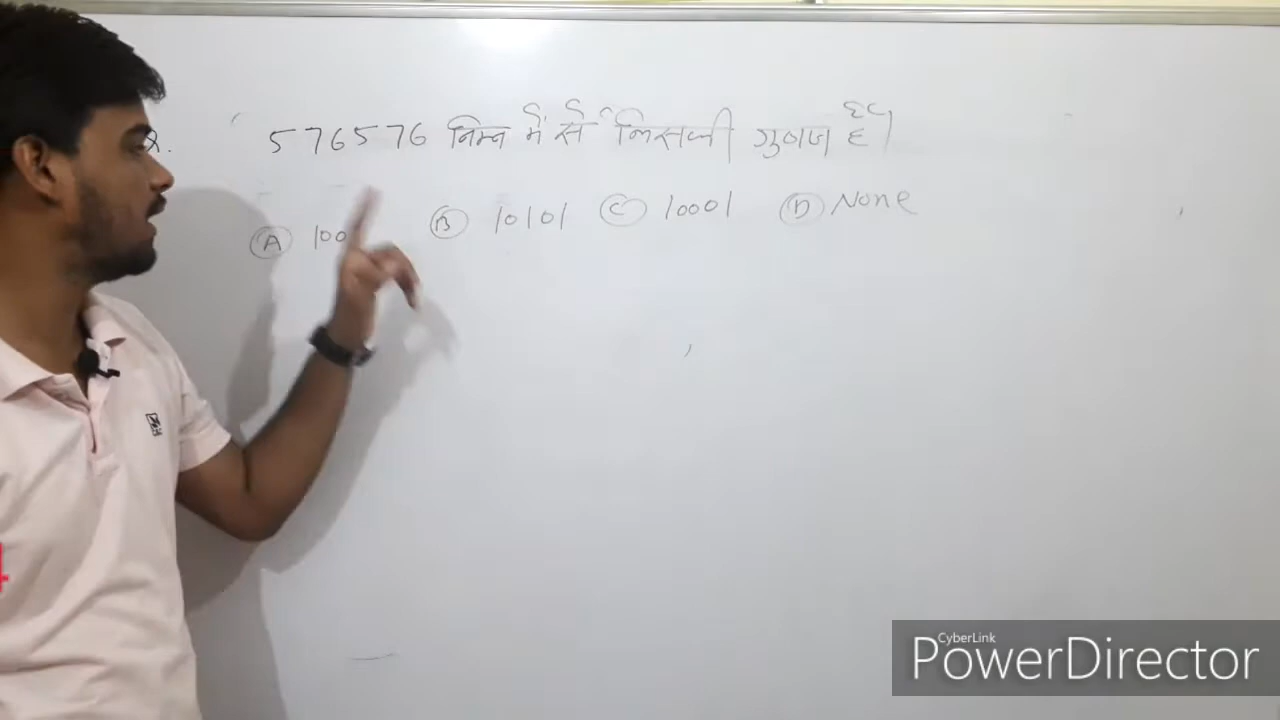 Q. 576576 निम्न में से किसकी गुणज है।
(A) 100 (B) 10101 (C) 10001 (D) None
CyberLink
PowerDirector